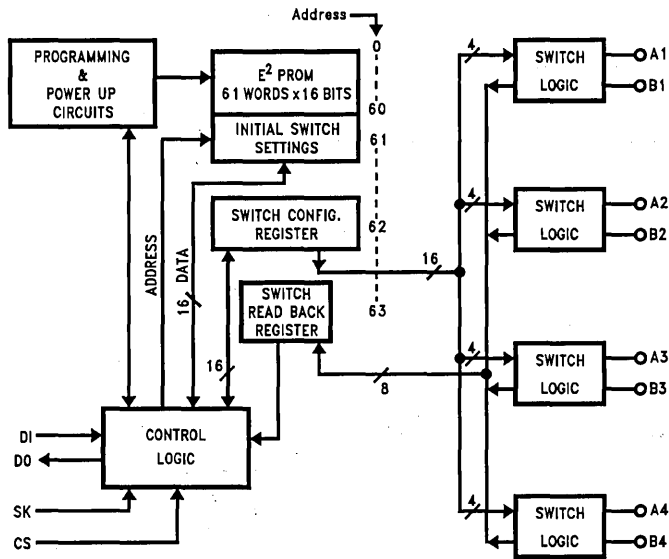 Address
0
PROGRAMMING
&
POWER UP
CIRCUITS
E² PROM
61 WORDS x 16 BITS
60
INITIAL SWITCH
SETTINGS
61
SWITCH CONFIG.
REGISTER
62
SWITCH
READ BACK
REGISTER
63
ADDRESS
16 DATA
16
16
8
CONTROL
LOGIC
DI
DO
SK
CS
4
SWITCH
LOGIC
A1
B1
4
SWITCH
LOGIC
A2
B2
4
SWITCH
LOGIC
A3
B3
4
SWITCH
LOGIC
A4
B4